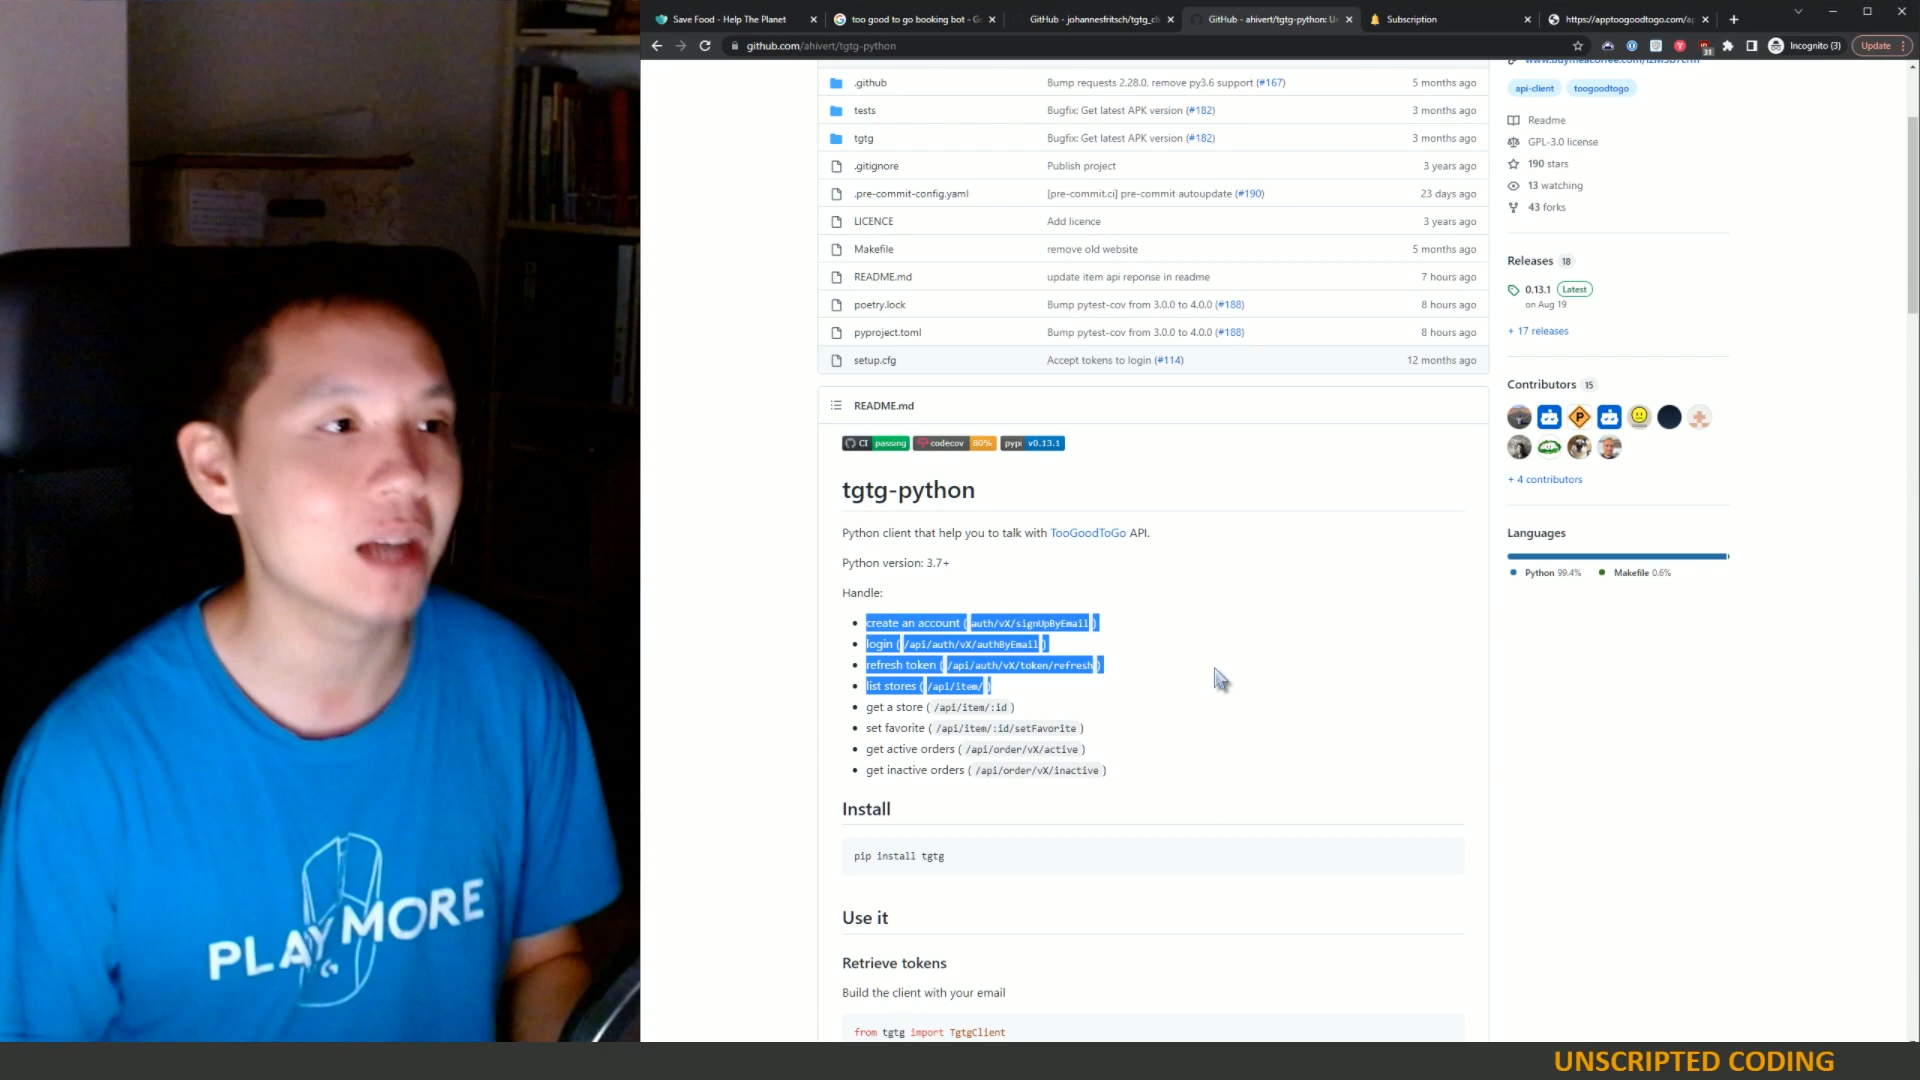 Save Food - Help The Planet
too good to go booking bot - G
GitHub - johannesfritsch/tgtg_cl
GitHub - ahivert/tgtg-python: U
Subscription
https://apptoogoodtogo.com/ap
github.com/ahivert/tgtg-python
31
Incognito (3)
Update
.github
Bump requests 2.28.0, remove py3.6 support (#167)
5 months ago
tests
Bugfix: Get latest APK version (#182)
3 months ago
tgtg
Bugfix: Get latest APK version (#182)
3 months ago
.gitignore
Publish project
3 years ago
.pre-commit-config.yaml
[pre-commit.ci] pre-commit autoupdate (#190)
23 days ago
LICENCE
Add licence
3 years ago
Makefile
remove old website
5 months ago
README.md
update item api reponse in readme
7 hours ago
poetry.lock
Bump pytest-cov from 3.0.0 to 4.0.0 (#188)
8 hours ago
pyproject.toml
Bump pytest-cov from 3.0.0 to 4.0.0 (#188)
8 hours ago
setup.cfg
Accept tokens to login (#114)
12 months ago
README.md
CI passing codecov 80% pypi v0.13.1
tgtg-python
Python client that help you to talk with TooGoodToGo API.
Python version: 3.7+
Handle:
create an account ( auth/vX/signUpByEmail )
login ( /api/auth/vX/authByEmail )
refresh token ( /api/auth/vX/token/refresh )
list stores ( /api/item/ )
get a store ( /api/item/:id )
set favorite ( /api/item/:id/setFavorite )
get active orders ( /api/order/vX/active )
get inactive orders ( /api/order/vX/inactive )
Install
pip install tgtg
Use it
Retrieve tokens
Build the client with your email
from tgtg import TgtgClient
api-client
toogoodtogo
Readme
GPL-3.0 license
190 stars
13 watching
43 forks
Releases 18
0.13.1 Latest
on Aug 19
+ 17 releases
Contributors 15
+ 4 contributors
Languages
Python 99.4%
Makefile 0.6%
PLAY MORE
G
UNSCRIPTED CODING